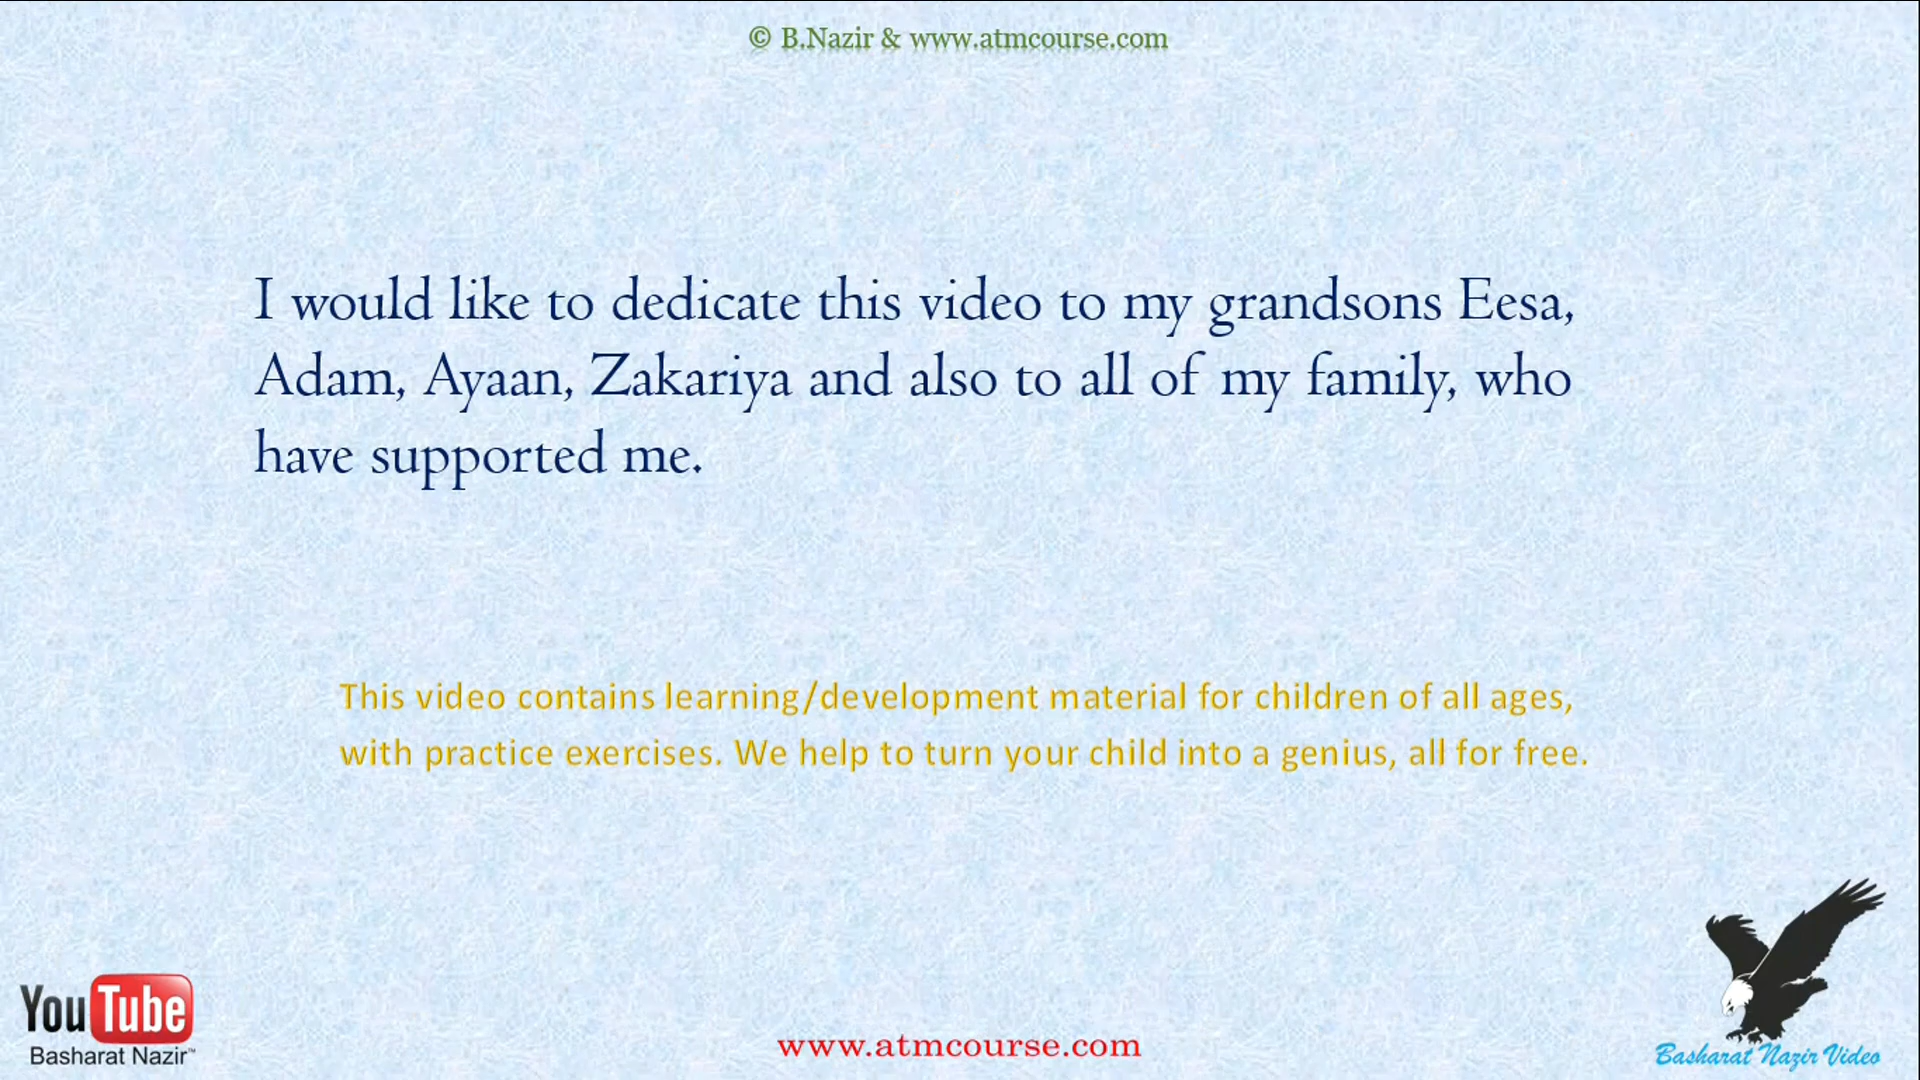 © B.Nazir & www.atmcourse.com
I would like to dedicate this video to my grandsons Eesa,
Adam, Ayaan, Zakariya and also to all of my family, who
have supported me.
This video contains learning/development material for children of all ages,
with practice exercises. We help to turn your child into a genius, all for free.
YouTube
Basharat Nazir™
www.atmcourse.com
Basharat Nazir Video